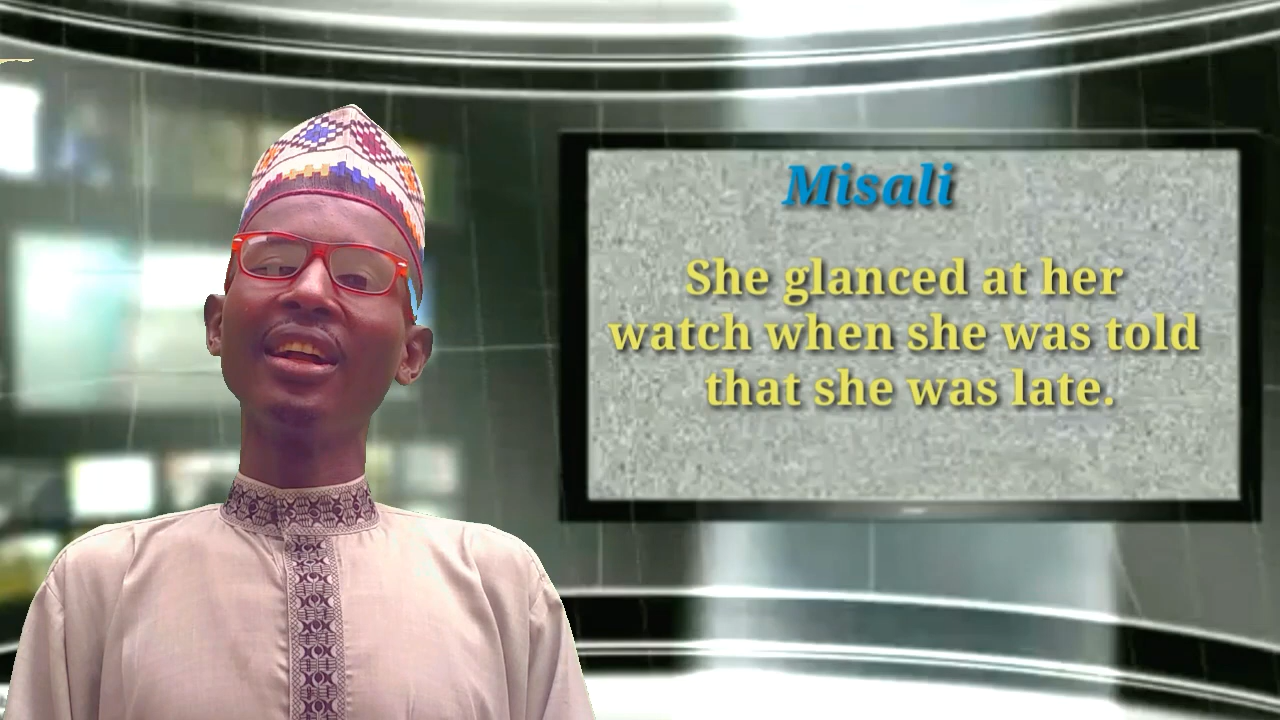 Misali
She glanced at her
watch when she was told
that she was late.